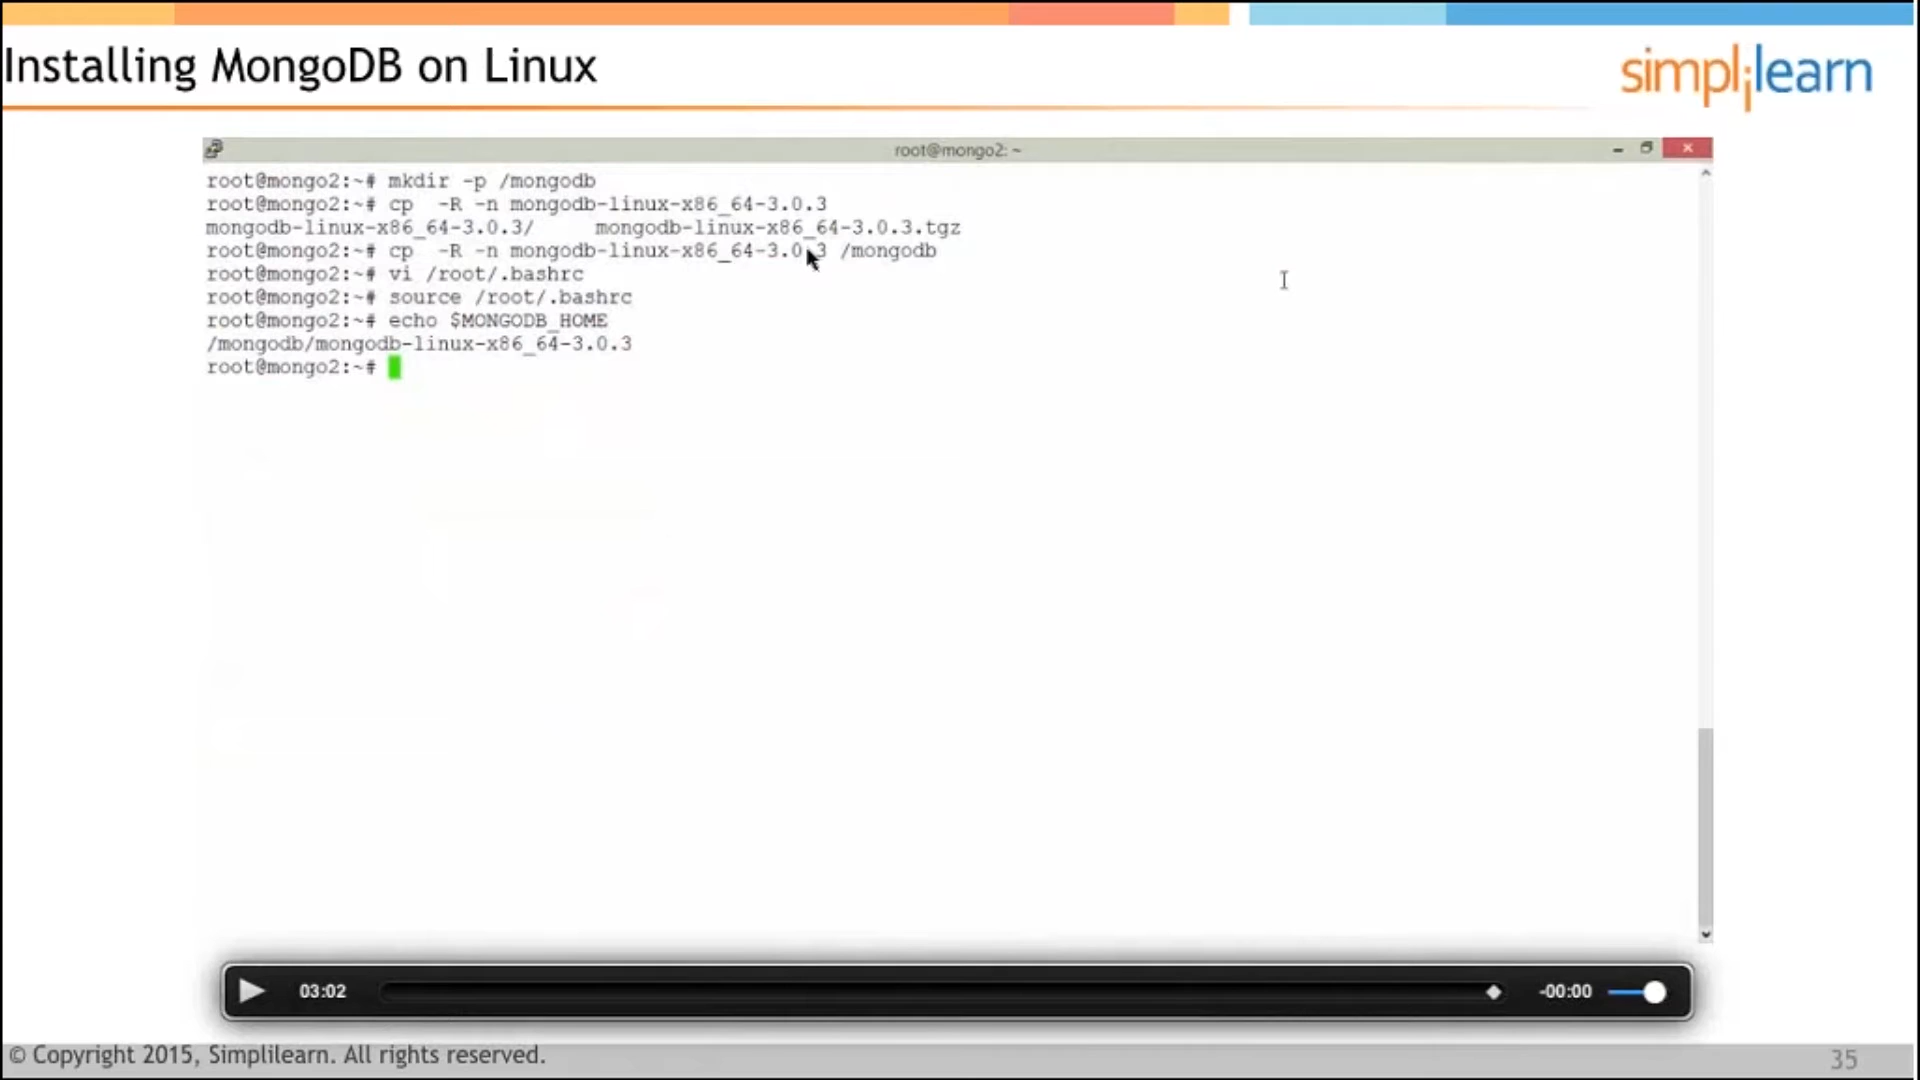 Installing MongoDB on Linux
simplilearn
root@mongo2: ~
root@mongo2:~# mkdir -p /mongodb
root@mongo2:~# cp  -R -n mongodb-linux-x86_64-3.0.3
mongodb-linux-x86_64-3.0.3/     mongodb-linux-x86_64-3.0.3.tgz
root@mongo2:~# cp  -R -n mongodb-linux-x86_64-3.0.3 /mongodb
root@mongo2:~# vi /root/.bashrc
root@mongo2:~# source /root/.bashrc
root@mongo2:~# echo $MONGODB_HOME
/mongodb/mongodb-linux-x86_64-3.0.3
root@mongo2:~#
03:02 -00:00
© Copyright 2015, Simplilearn. All rights reserved. 35